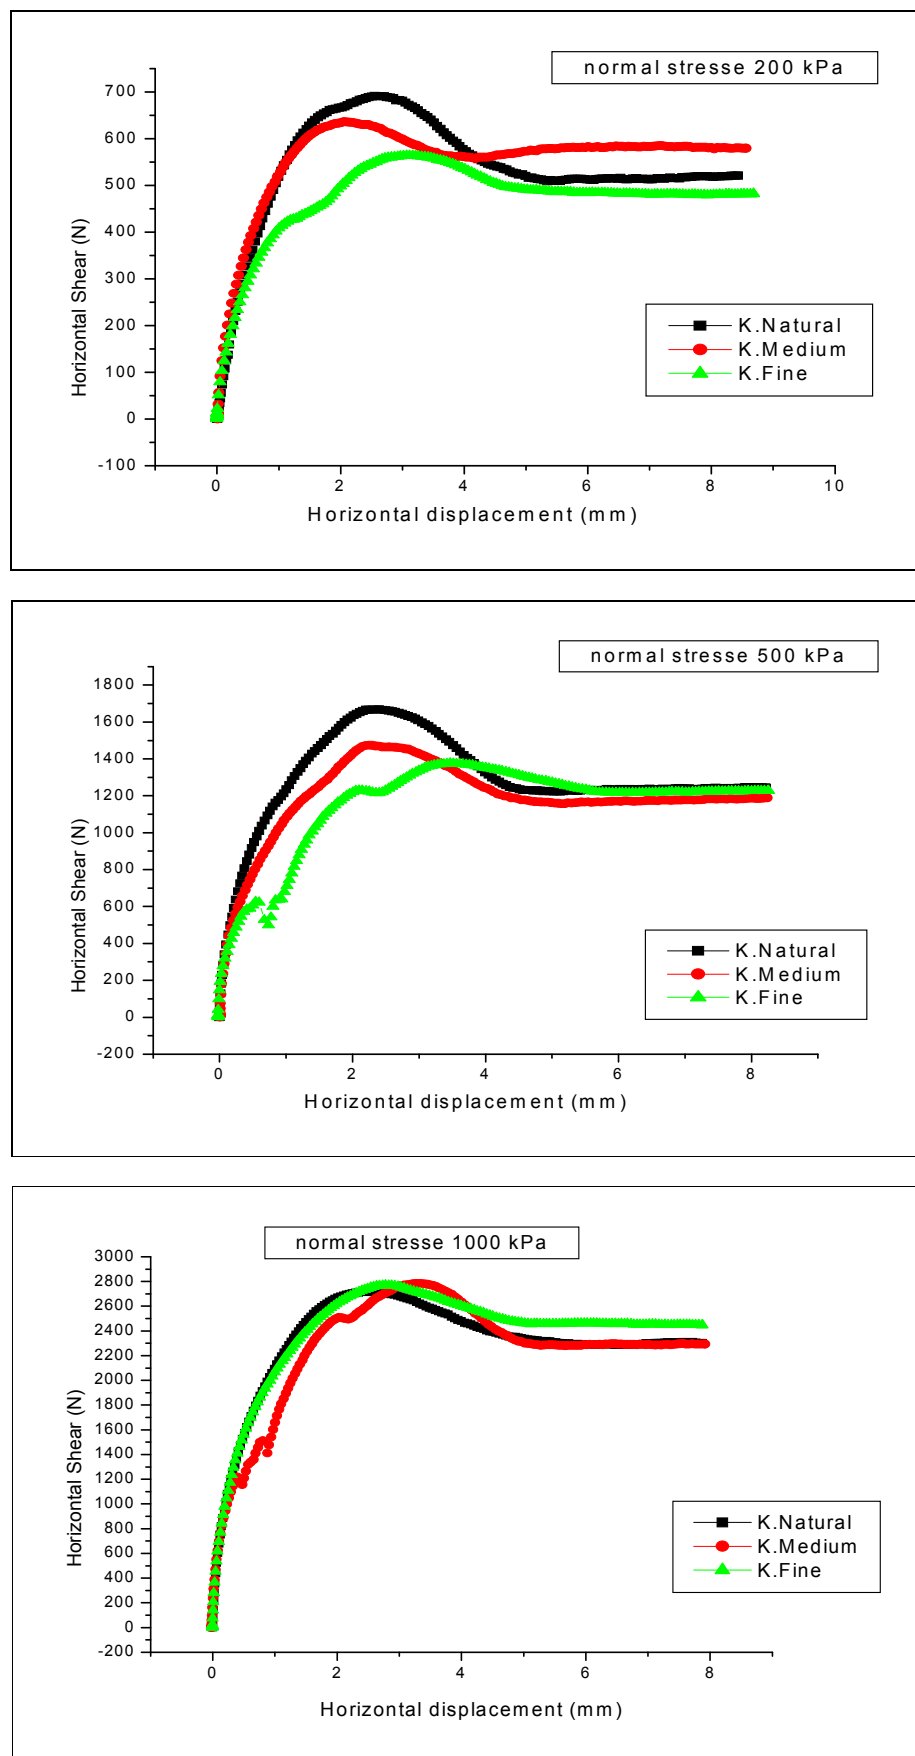 normal stresse 200 kPa
700
600
500
400
300
200
100
0
-100
Horizontal Shear (N)
K.Natural
K.Medium
K.Fine
0 2 4 6 8 10
Horizontal displacement (mm)
normal stresse 500 kPa
1800
1600
1400
1200
1000
800
600
400
200
0
-200
Horizontal Shear (N)
K.Natural
K.Medium
K.Fine
0 2 4 6 8
Horizontal displacement (mm)
normal stresse 1000 kPa
3000
2800
2600
2400
2200
2000
1800
1600
1400
1200
1000
800
600
400
200
0
-200
Horizontal Shear (N)
K.Natural
K.Medium
K.Fine
0 2 4 6 8
Horizontal displacement (mm)